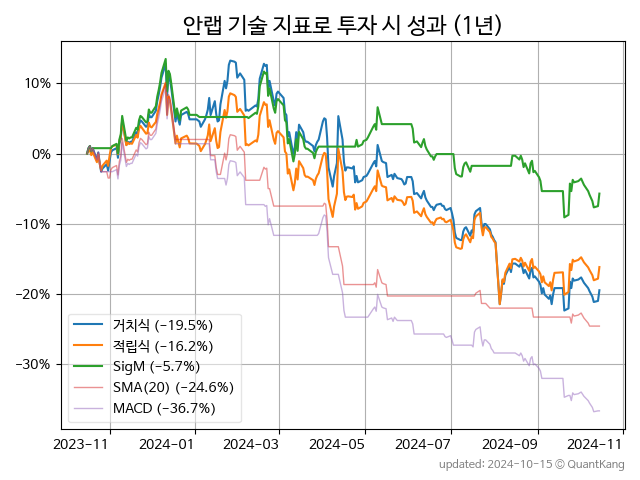 안랩 기술 지표로 투자 시 성과 (1년)
10%
0%
−10%
−20%
−30%
거치식 (−19.5%)
적립식 (−16.2%)
SigM (−5.7%)
SMA(20) (−24.6%)
MACD (−36.7%)
2023−11 2024−01 2024−03 2024−05 2024−07 2024−09 2024−11
updated: 2024-10-15 © QuantKang